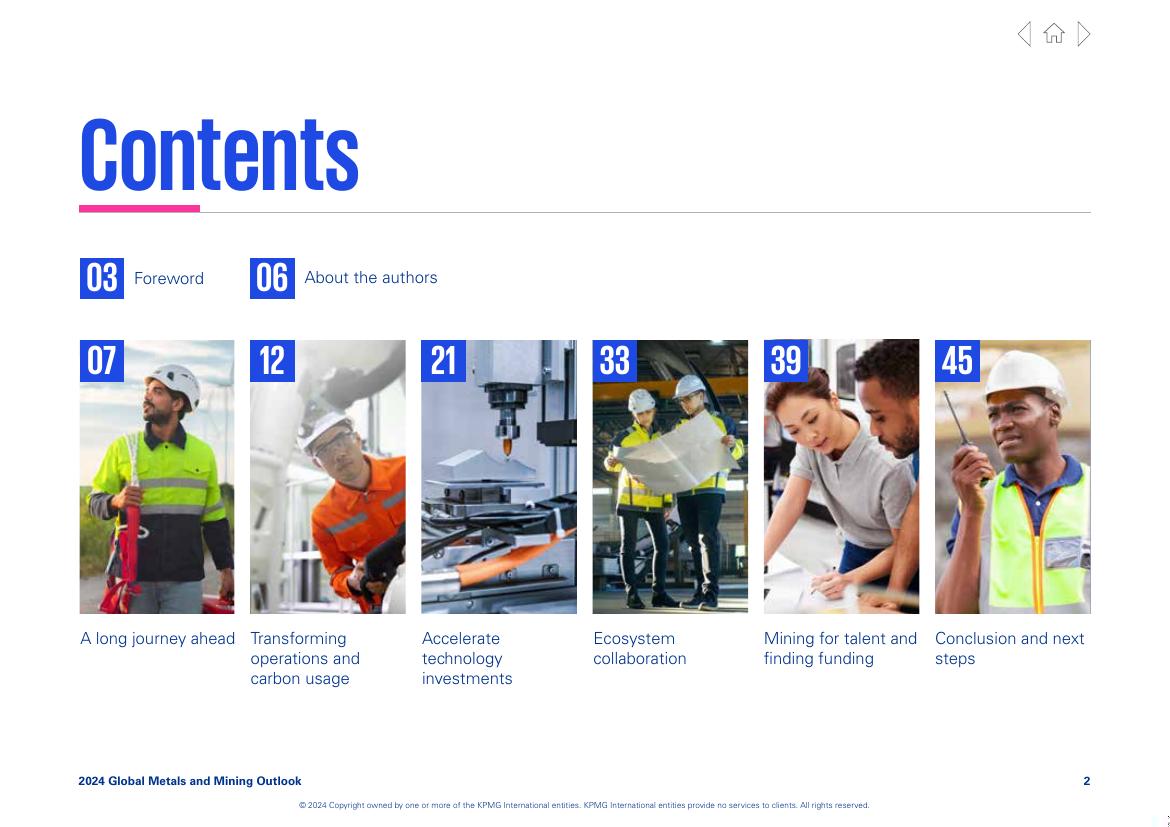 Contents
03 Foreword
06 About the authors
07
A long journey ahead
12
Transforming
operations and
carbon usage
21
Accelerate
technology
investments
33
Ecosystem
collaboration
39
Mining for talent and
finding funding
45
Conclusion and next
steps
2024 Global Metals and Mining Outlook
2
© 2024 Copyright owned by one or more of the KPMG International entities. KPMG International entities provide no services to clients. All rights reserved.